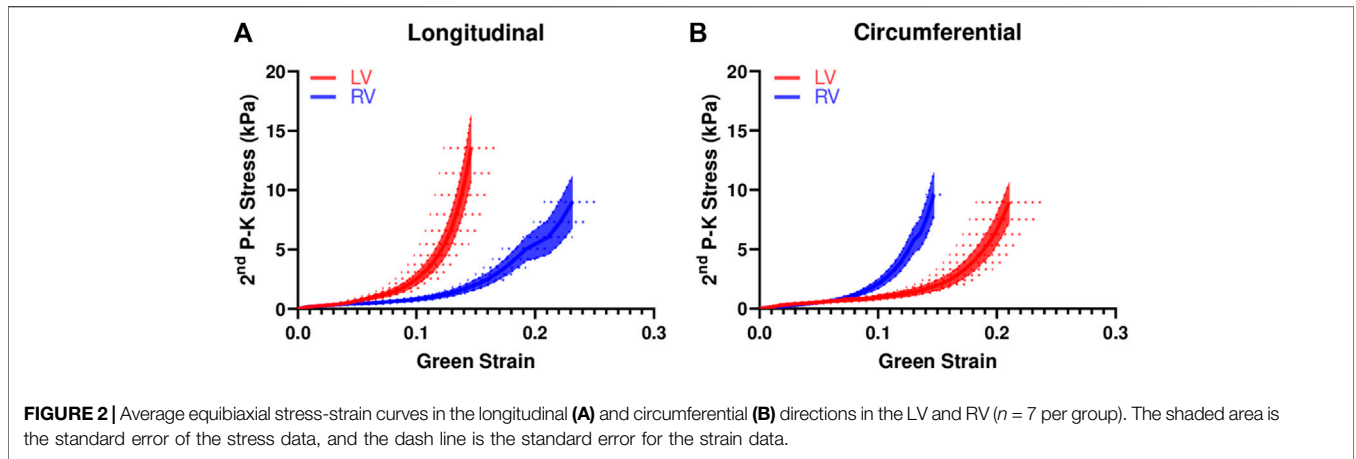 A
Longitudinal
LV
RV
2nd P-K Stress (kPa)
20
15
10
5
0
0.0 0.1 0.2 0.3
Green Strain
B
Circumferential
LV
RV
2nd P-K Stress (kPa)
20
15
10
5
0
0.0 0.1 0.2 0.3
Green Strain
FIGURE 2 | Average equibiaxial stress-strain curves in the longitudinal (A) and circumferential (B) directions in the LV and RV (n = 7 per group). The shaded area is
the standard error of the stress data, and the dash line is the standard error for the strain data.